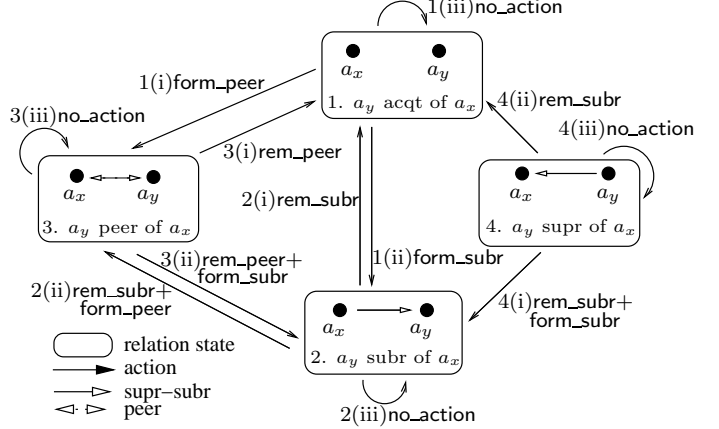 1(iii)no_action
a_x a_y
1. a_y acqt of a_x
1(i)form_peer
4(ii)rem_subr
3(iii)no_action
4(iii)no_action
3(i)rem_peer
a_x a_y
3. a_y peer of a_x
2(i)rem_subr
a_x a_y
4. a_y supr of a_x
3(ii)rem_peer+
form_subr
1(ii)form_subr
2(ii)rem_subr+
form_peer
4(i)rem_subr+
form_subr
a_x a_y
2. a_y subr of a_x
2(iii)no_action
relation state
action
supr–subr
peer